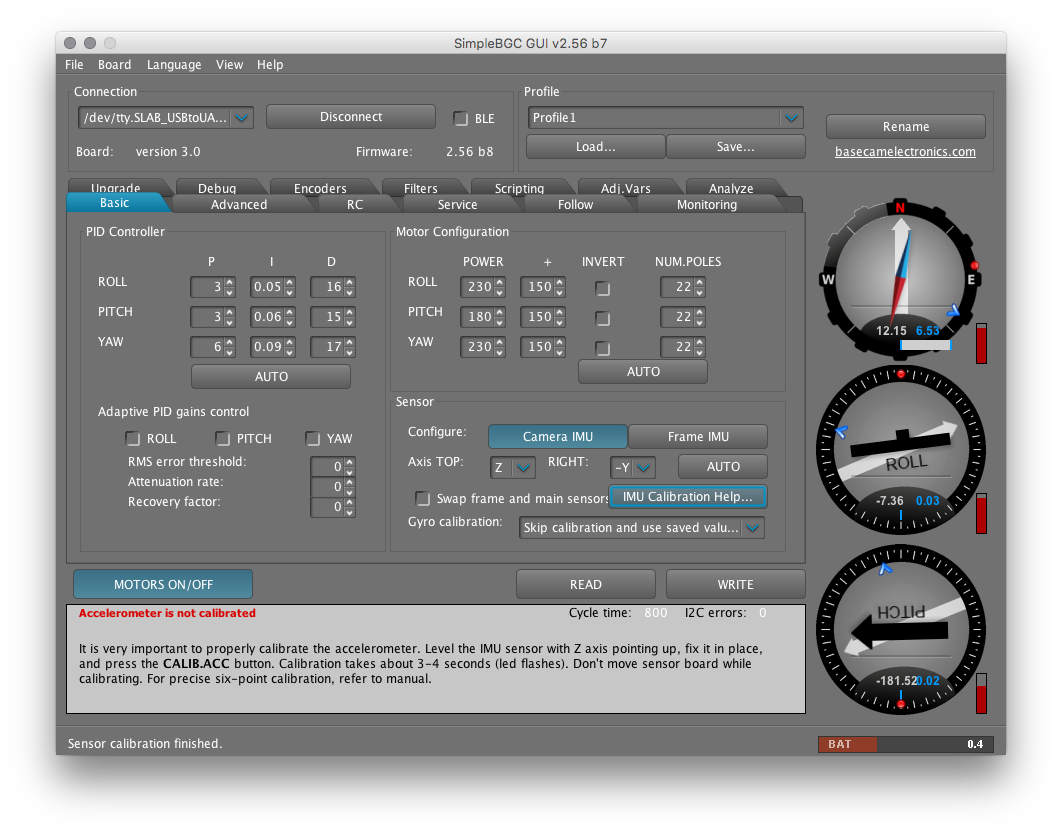 SimpleBGC GUI v2.56 b7
File Board Language View Help
Connection
/dev/tty.SLAB_USBtoUA...
Disconnect
BLE
Board: version 3.0 Firmware: 2.56 b8
Profile
Profile1
Load... Save...
Rename
basecamelectronics.com
Upgrade Debug Encoders Filters Scripting Adj.Vars Analyze
Basic Advanced RC Service Follow Monitoring
PID Controller
P I D
ROLL 3 0.05 16
PITCH 3 0.06 15
YAW 6 0.09 17
AUTO
Adaptive PID gains control
ROLL PITCH YAW
RMS error threshold: 0
Attenuation rate: 0
Recovery factor: 0
Motor Configuration
POWER + INVERT NUM.POLES
ROLL 230 150 22
PITCH 180 150 22
YAW 230 150 22
AUTO
Sensor
Configure: Camera IMU Frame IMU
Axis TOP: Z RIGHT: -Y AUTO
Swap frame and main sensors IMU Calibration Help...
Gyro calibration: Skip calibration and use saved valu...
N
W E
12.15 6.53
ROLL
-7.36 0.03
PITCH
-181.52 0.02
MOTORS ON/OFF READ WRITE
Accelerometer is not calibrated Cycle time: 800 I2C errors: 0
It is very important to properly calibrate the accelerometer. Level the IMU sensor with Z axis pointing up, fix it in place,
and press the CALIB.ACC button. Calibration takes about 3-4 seconds (led flashes). Don't move sensor board while
calibrating. For precise six-point calibration, refer to manual.
Sensor calibration finished.
BAT 0.4